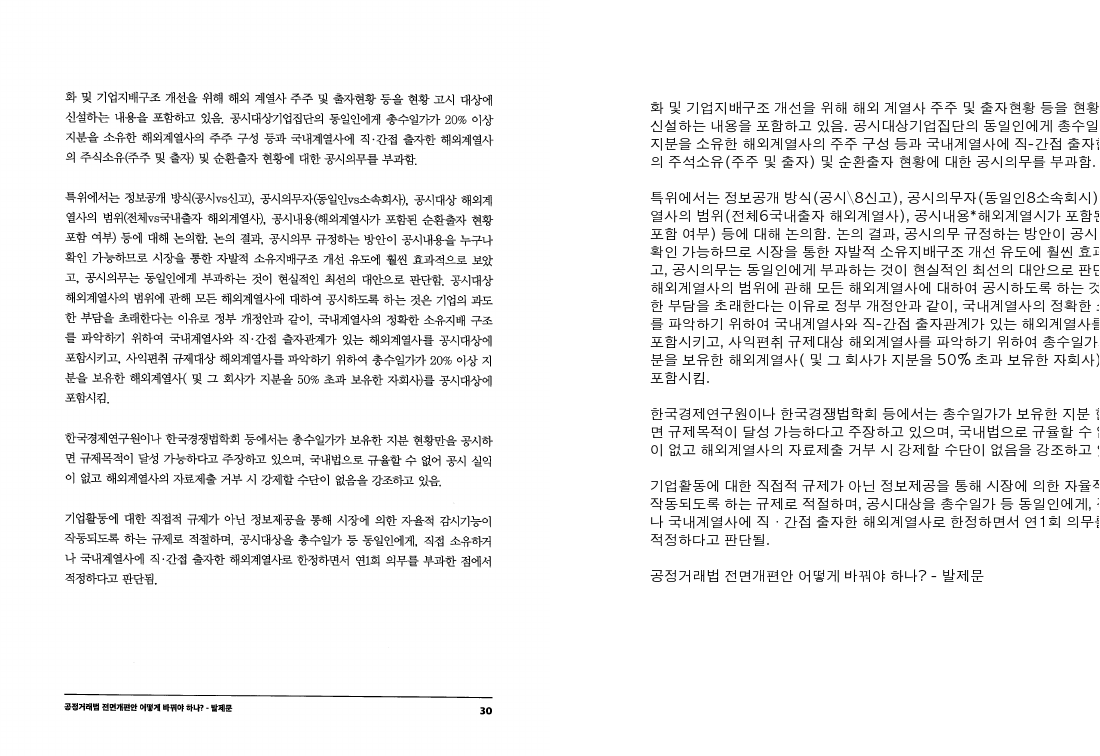 화 및 기업지배구조 개선을 위해 해외 계열사 주주 및 출자현황 등을 현황 고시 대상에
신설하는 내용을 포함하고 있음. 공시대상기업집단의 동일인에게 총수일가가 20% 이상
지분을 소유한 해외계열사의 주주 구성 등과 국내계열사에 직·간접 출자한 해외계열사
의 주식소유(주주 및 출자) 및 순환출자 현황에 대한 공시의무를 부과함.
특위에서는 정보공개 방식(공시vs신고), 공시의무자(동일인vs소속회사), 공시대상 해외계
열사의 범위(전체vs국내출자 해외계열사), 공시내용(해외계열사가 포함된 순환출자 현황
포함 여부) 등에 대해 논의함. 논의 결과, 공시의무 규정하는 방안이 공시내용을 누구나
확인 가능하므로 시장을 통한 자발적 소유지배구조 개선 유도에 훨씬 효과적으로 보았
고, 공시의무는 동일인에게 부과하는 것이 현실적인 최선의 대안으로 판단함. 공시대상
해외계열사의 범위에 관해 모든 해외계열사에 대하여 공시하도록 하는 것은 기업의 과도
한 부담을 초래한다는 이유로 정부 개정안과 같이, 국내계열사의 정확한 소유지배 구조
를 파악하기 위하여 국내계열사와 직·간접 출자관계가 있는 해외계열사를 공시대상에
포함시키고, 사익편취 규제대상 해외계열사를 파악하기 위하여 총수일가가 20% 이상 지
분을 보유한 해외계열사( 및 그 회사가 지분을 50% 초과 보유한 자회사)를 공시대상에
포함시킴.
한국경제연구원이나 한국경쟁법학회 등에서는 총수일가가 보유한 지분 현황만을 공시하
면 규제목적이 달성 가능하다고 주장하고 있으며, 국내법으로 규율할 수 없어 공시 실익
이 없고 해외계열사의 자료제출 거부 시 강제할 수단이 없음을 강조하고 있음.
기업활동에 대한 직접적 규제가 아닌 정보제공을 통해 시장에 의한 자율적 감시기능이
작동되도록 하는 규제로 적절하며, 공시대상을 총수일가 등 동일인에게, 직접 소유하거
나 국내계열사에 직·간접 출자한 해외계열사로 한정하면서 연1회 의무를 부과한 점에서
적정하다고 판단됨.
공정거래법 전면개편안 어떻게 바꿔야 하나? - 발제문
30
화 및 기업지배구조 개선을 위해 해외 계열사 주주 및 출자현황 등을 현황
신설하는 내용을 포함하고 있음. 공시대상기업집단의 동일인에게 총수일
지분을 소유한 해외계열사의 주주 구성 등과 국내계열사에 직-간접 출자한
의 주석소유(주주 및 출자) 및 순환출자 현황에 대한 공시의무를 부과함.
특위에서는 정보공개 방식(공시\8신고), 공시의무자(동일인8소속회시)
열사의 범위(전체6국내출자 해외계열사), 공시내용*해외계열시가 포함된
포함 여부) 등에 대해 논의함. 논의 결과, 공시의무 규정하는 방안이 공시
확인 가능하므로 시장을 통한 자발적 소유지배구조 개선 유도에 훨씬 효과
고, 공시의무는 동일인에게 부과하는 것이 현실적인 최선의 대안으로 판단
해외계열사의 범위에 관해 모든 해외계열사에 대하여 공시하도록 하는 것
한 부담을 초래한다는 이유로 정부 개정안과 같이, 국내계열사의 정확한 소
를 파악하기 위하여 국내계열사와 직-간접 출자관계가 있는 해외계열사를
포함시키고, 사익편취 규제대상 해외계열사를 파악하기 위하여 총수일가
분을 보유한 해외계열사( 및 그 회사가 지분을 50% 초과 보유한 자회사)
포함시킴.
한국경제연구원이나 한국경쟁법학회 등에서는 총수일가가 보유한 지분
면 규제목적이 달성 가능하다고 주장하고 있으며, 국내법으로 규율할 수
이 없고 해외계열사의 자료제출 거부 시 강제할 수단이 없음을 강조하고
기업활동에 대한 직접적 규제가 아닌 정보제공을 통해 시장에 의한 자율적
작동되도록 하는 규제로 적절하며, 공시대상을 총수일가 등 동일인에게,
나 국내계열사에 직 · 간접 출자한 해외계열사로 한정하면서 연1회 의무를
적정하다고 판단될.
공정거래법 전면개편안 어떻게 바꿔야 하나? - 발제문